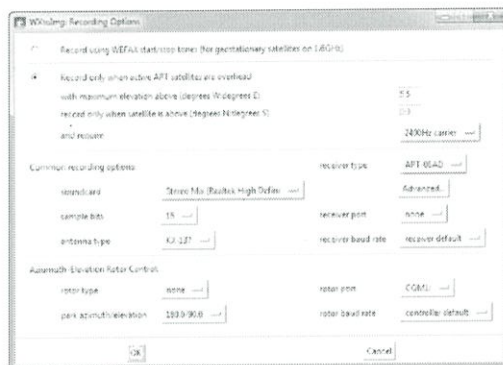 WXtoImg: Recording Options
Record using WEFAX start/stop tones (for geostationary satellites on 1.6GHz)
Record only when active APT satellites are overhead
with maximum elevation above (degrees W:degrees E)
record only when satellite is above (degrees N:degrees S)
and require 2400Hz carrier
Common recording options receiver type APT-06AD
soundcard Stereo Mix (Realtek High Defini Advanced..
sample bits 16 receiver port none
antenna type receiver baud rate receiver default
Azimuth-Elevation Rotor Control
rotor type none rotor port COM1:
park azimuth/elevation 180.0-90.0 rotor baud rate controller default
OK Cancel